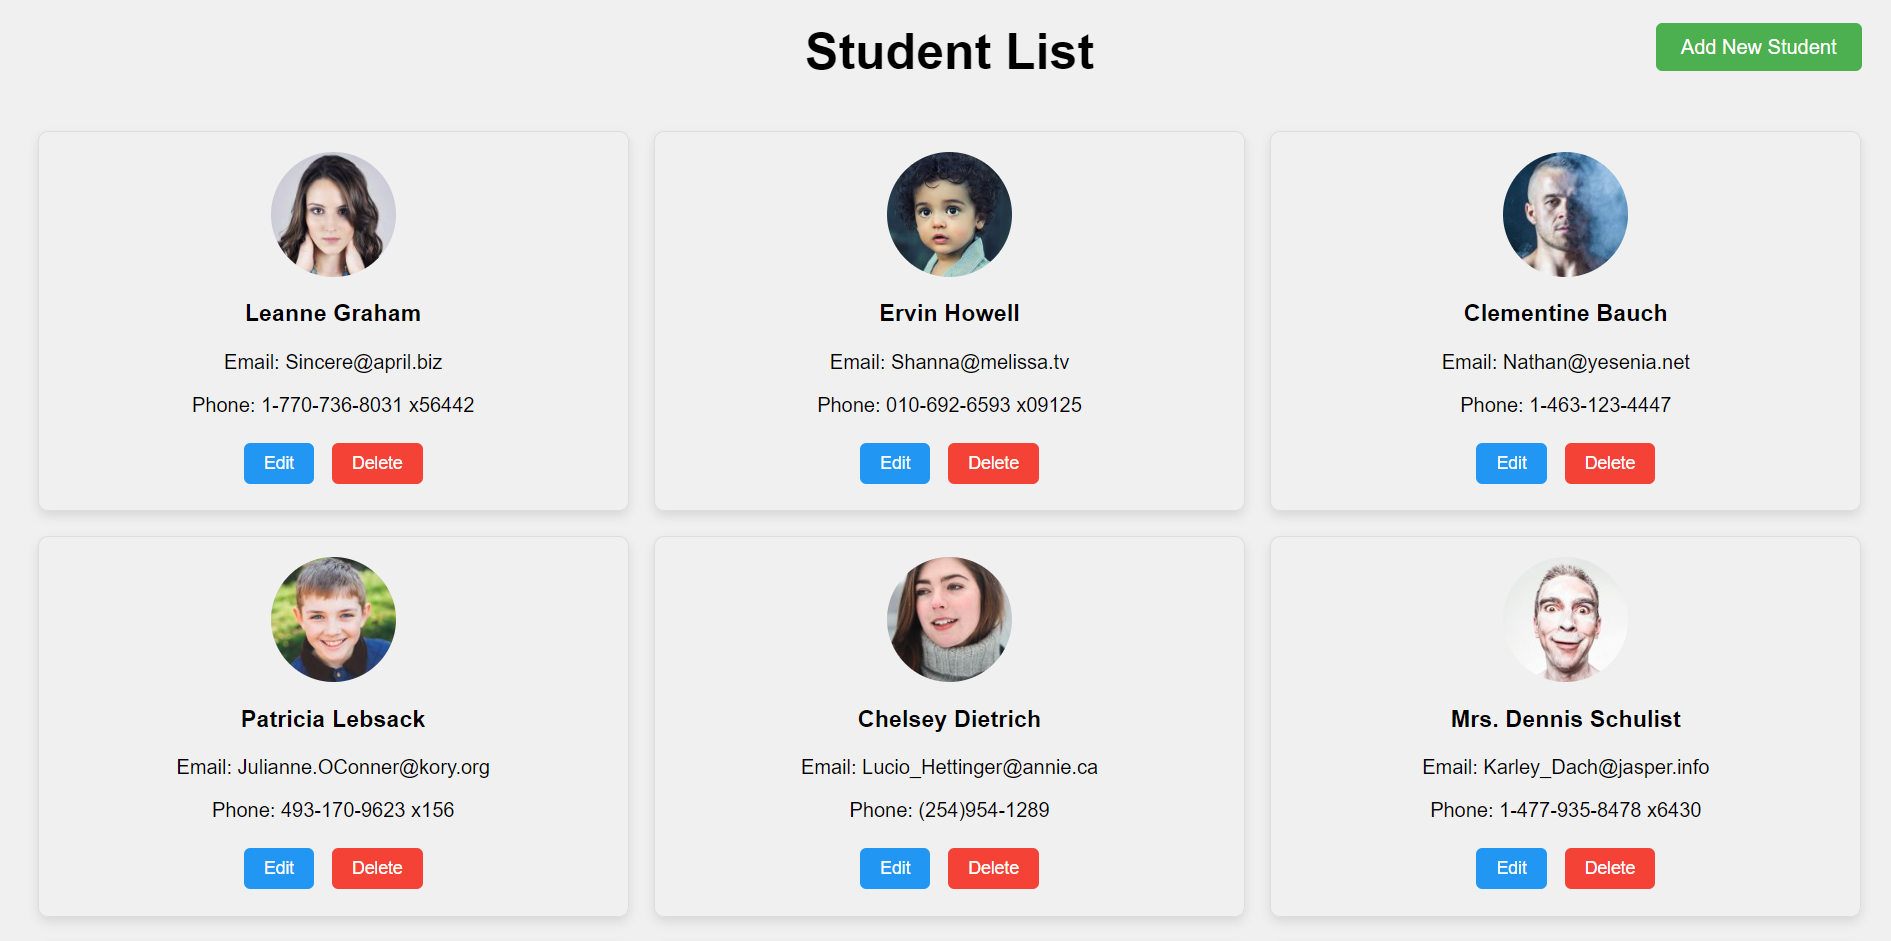 Student List
Add New Student
Leanne Graham
Email: Sincere@april.biz
Phone: 1-770-736-8031 x56442
Edit Delete
Ervin Howell
Email: Shanna@melissa.tv
Phone: 010-692-6593 x09125
Edit Delete
Clementine Bauch
Email: Nathan@yesenia.net
Phone: 1-463-123-4447
Edit Delete
Patricia Lebsack
Email: Julianne.OConner@kory.org
Phone: 493-170-9623 x156
Edit Delete
Chelsey Dietrich
Email: Lucio_Hettinger@annie.ca
Phone: (254)954-1289
Edit Delete
Mrs. Dennis Schulist
Email: Karley_Dach@jasper.info
Phone: 1-477-935-8478 x6430
Edit Delete